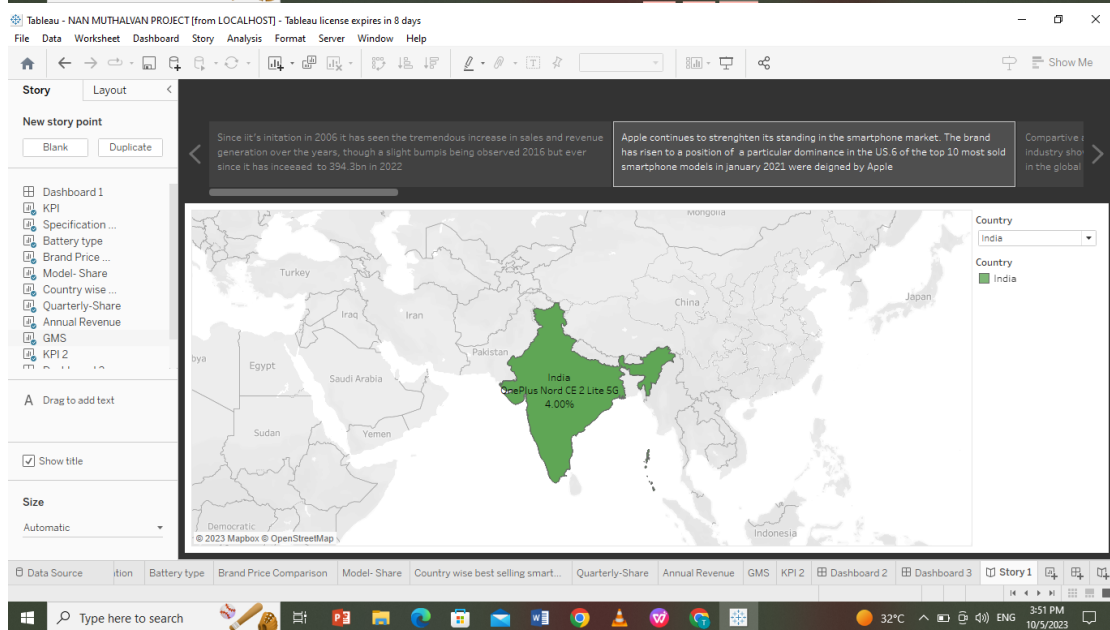 Tableau - NAN MUTHALVAN PROJECT [from LOCALHOST] - Tableau license expires in 8 days
File Data Worksheet Dashboard Story Analysis Format Server Window Help
Show Me
Story Layout
New story point
Blank Duplicate
Dashboard 1
KPI
Specification ...
Battery type
Brand Price ...
Model- Share
Country wise ...
Quarterly-Share
Annual Revenue
GMS
KPI 2
A Drag to add text
Show title
Size
Automatic
Since iit's initation in 2006 it has seen the tremendous increase in sales and revenue
generation over the years, though a slight bumpis being observed 2016 but ever
since it has inceeaed to 394.3bn in 2022
Apple continues to strenghten its standing in the smartphone market. The brand
has risen to a position of a particular dominance in the US.6 of the top 10 most sold
smartphone models in january 2021 were deigned by Apple
Compartive
industry sho
in the global
Mongolia
Turkey
China
Japan
Iraq
Iran
Pakistan
bya
Egypt
Saudi Arabia
India
OnePlus Nord CE 2 Lite 5G
4.00%
Sudan
Yemen
Democratic
Indonesia
© 2023 Mapbox © OpenStreetMap
Country
India
Country
India
Data Source tion Battery type Brand Price Comparison Model- Share Country wise best selling smart... Quarterly-Share Annual Revenue GMS KPI 2 Dashboard 2 Dashboard 3 Story 1
Type here to search
32°C ENG
3:51 PM
10/5/2023